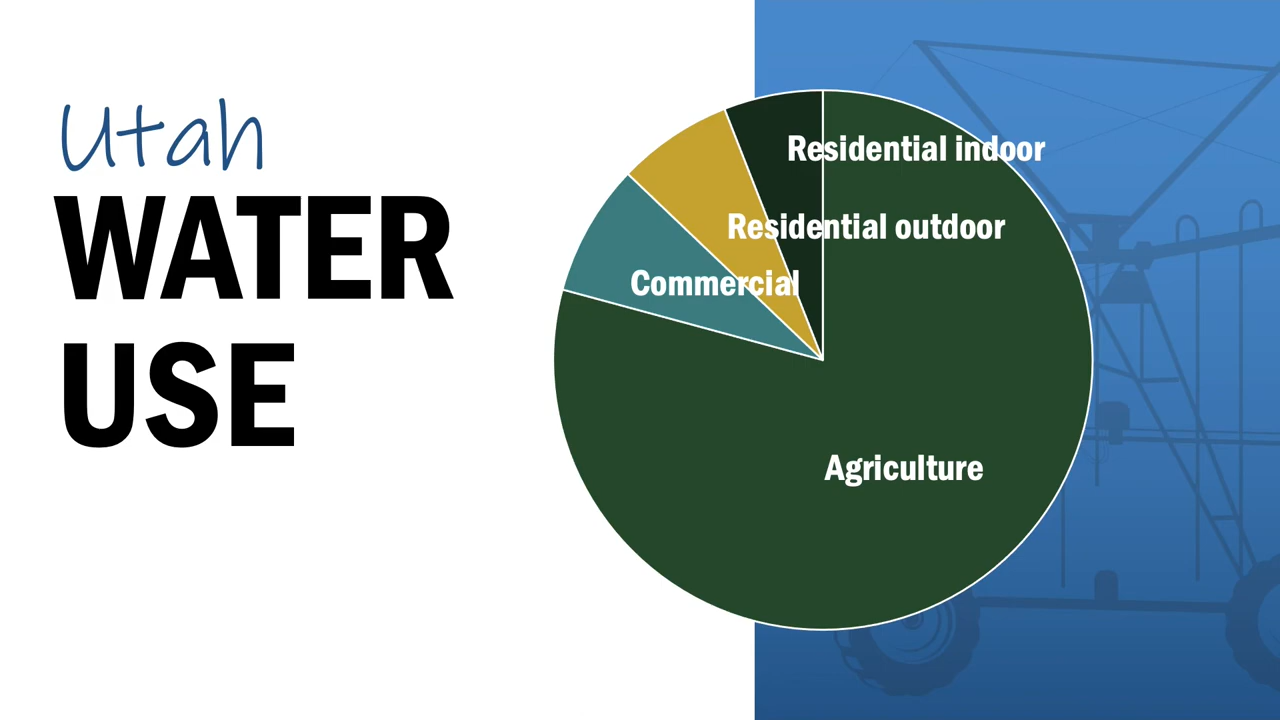 Utah
WATER
USE
Residential indoor
Residential outdoor
Commercial
Agriculture